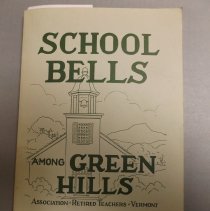 SCHOOL
BELLS
AMONG GREEN
HILLS
ASSOCIATION - RETIRED TEACHERS - VERMONT